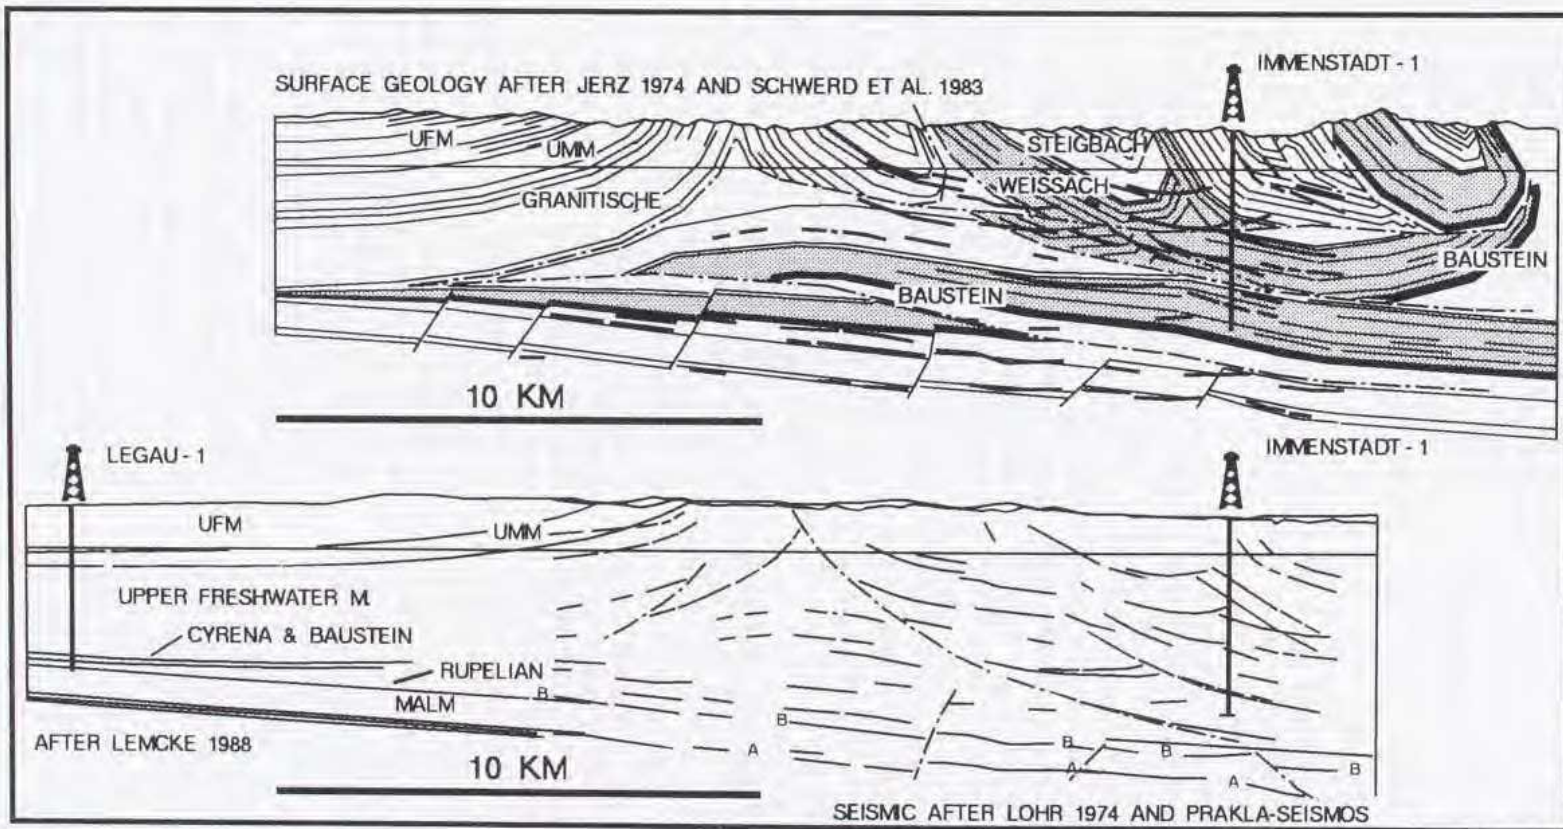 IMMENSTADT - 1
SURFACE GEOLOGY AFTER JERZ 1974 AND SCHWERD ET AL. 1983
UFM
UMM
STEIGBACH
WEISSACH
GRANITISCHE
BAUSTEIN
BAUSTEIN
10 KM
LEGAU - 1
IMMENSTADT - 1
UFM
UMM
UPPER FRESHWATER M.
CYRENA & BAUSTEIN
RUPELIAN
B
MALM
B
B
B
B
A
A
A
AFTER LEMCKE 1988
10 KM
SEISMIC AFTER LOHR 1974 AND PRAKLA-SEISMOS